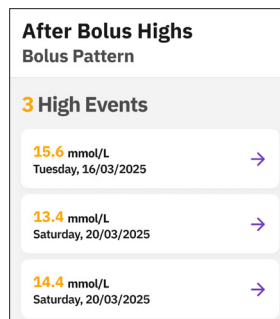 After Bolus Highs
Bolus Pattern
3 High Events
15.6 mmol/L
Tuesday, 16/03/2025
13.4 mmol/L
Saturday, 20/03/2025
14.4 mmol/L
Saturday, 20/03/2025